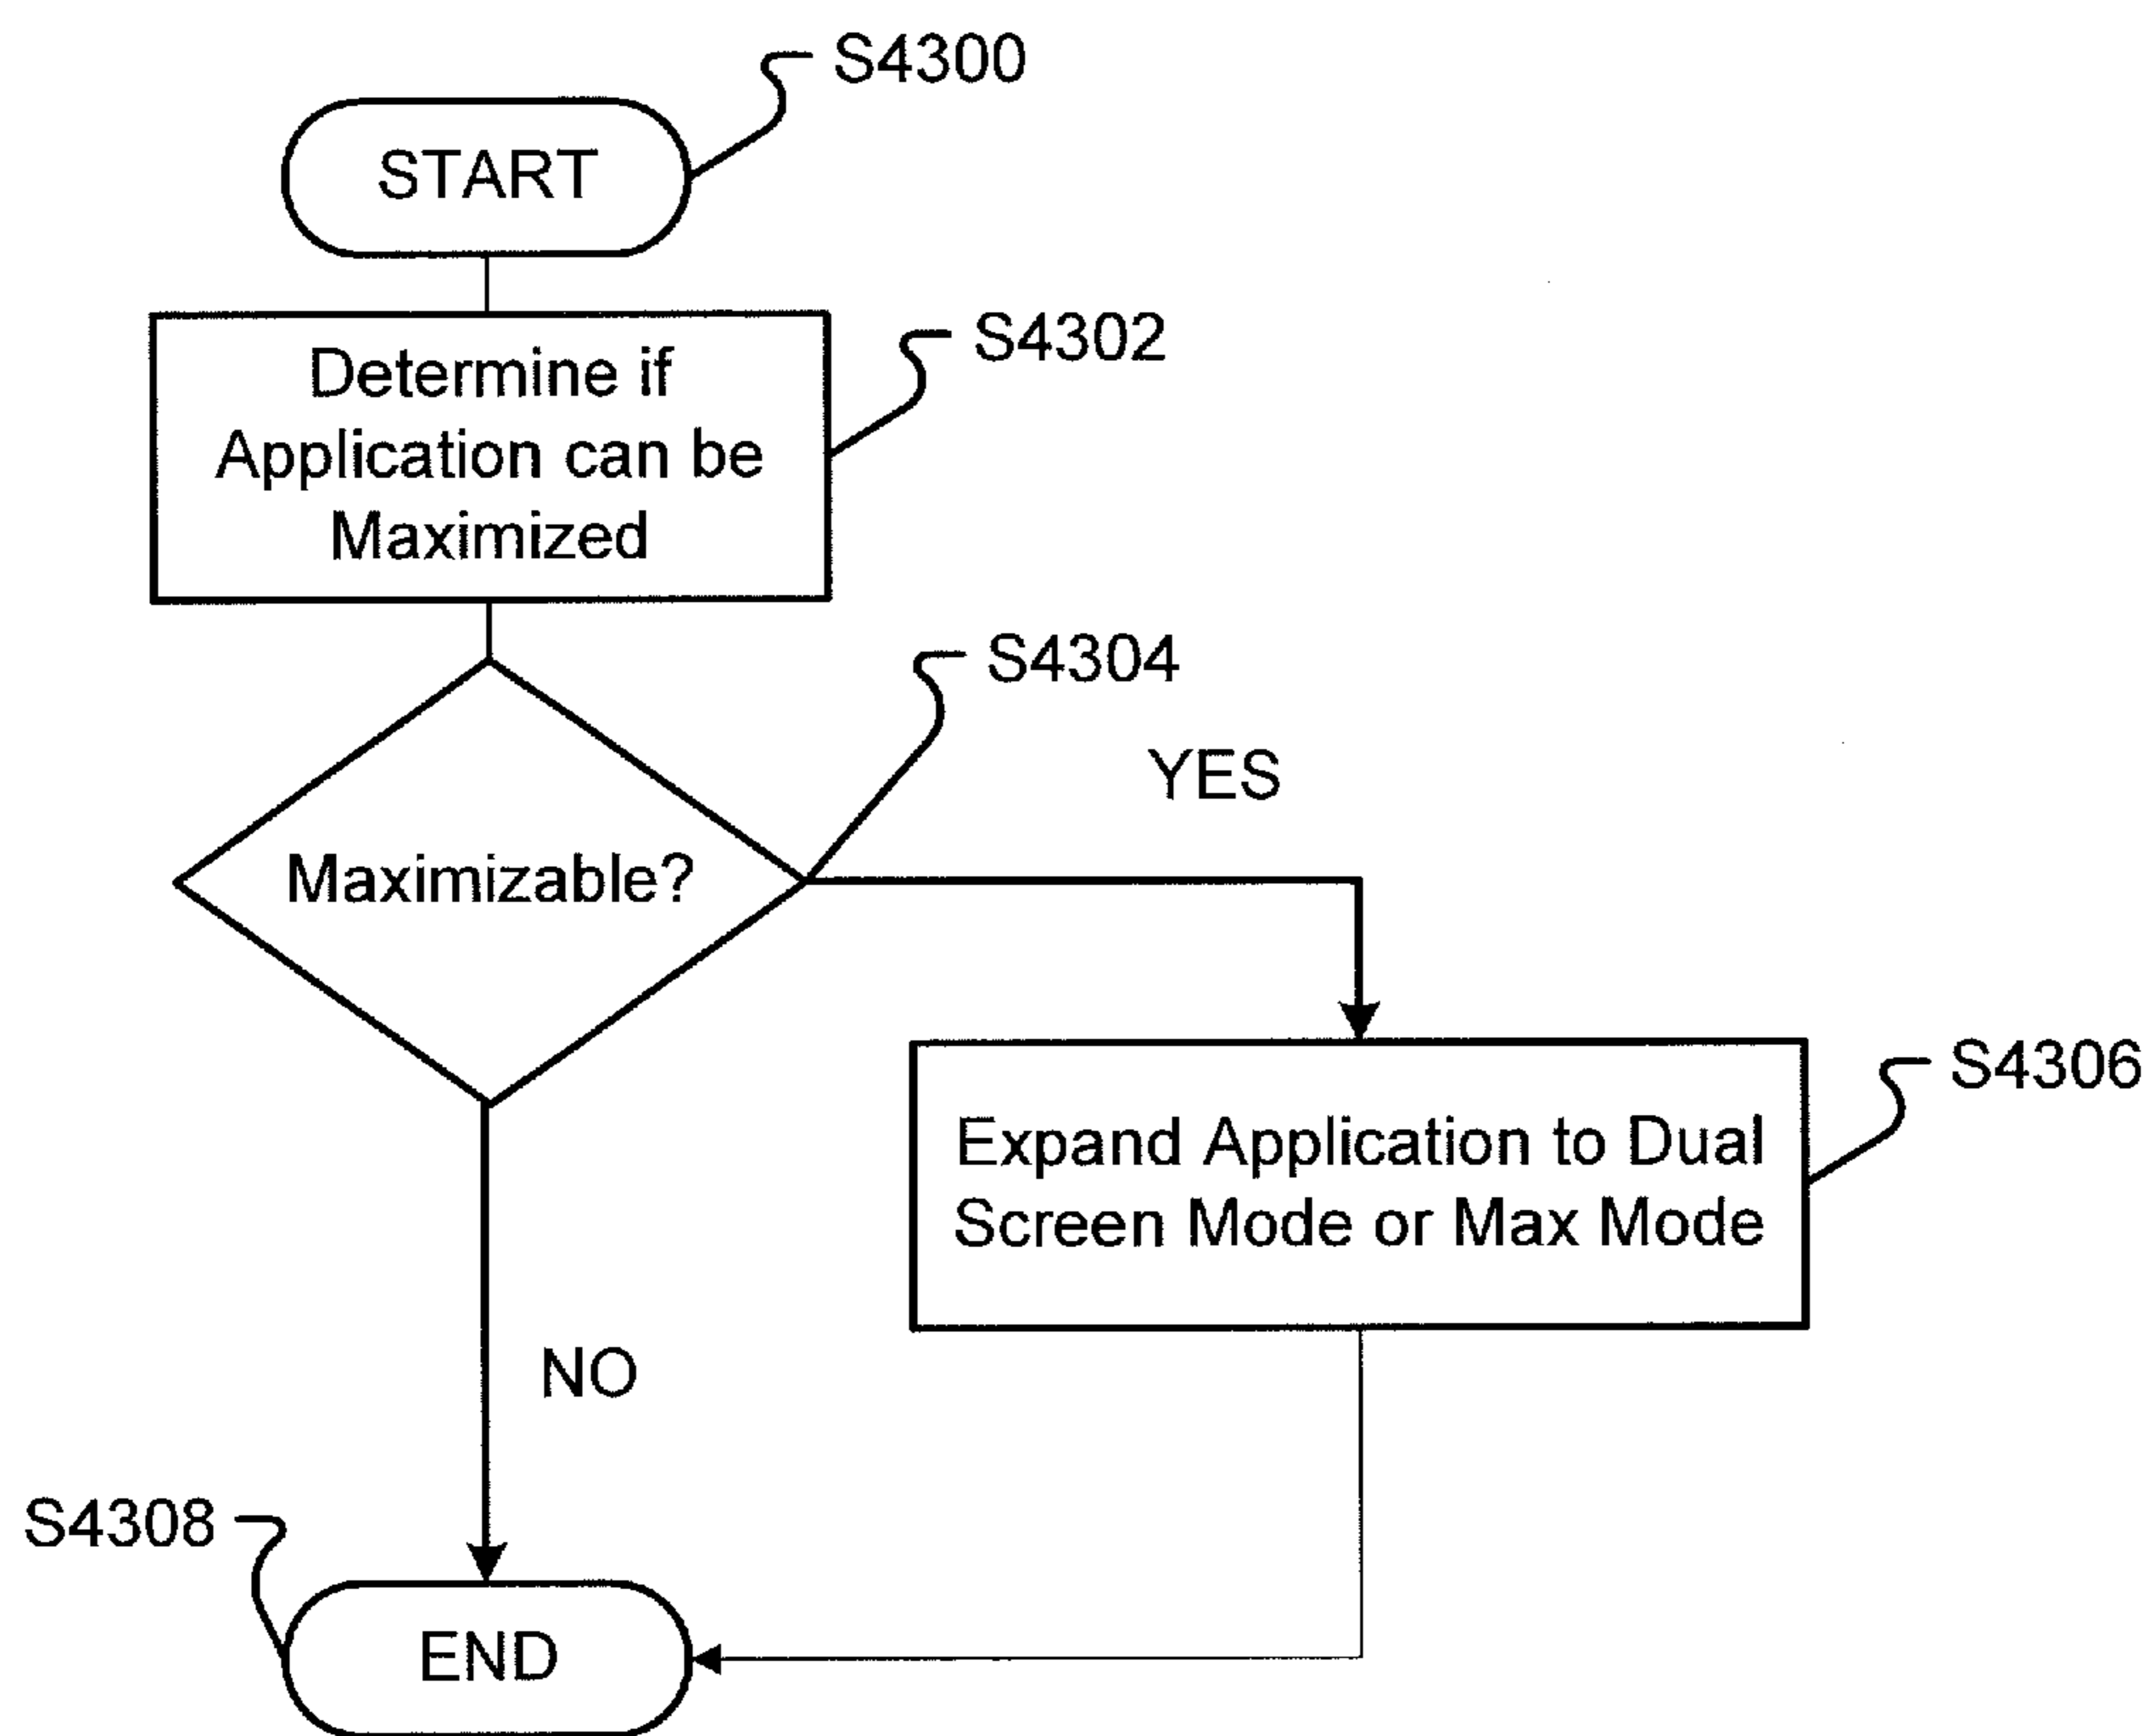 S4300
START
S4302
Determine if
Application can be
Maximized
S4304
YES
Maximizable?
S4306
Expand Application to Dual
Screen Mode or Max Mode
NO
S4308
END